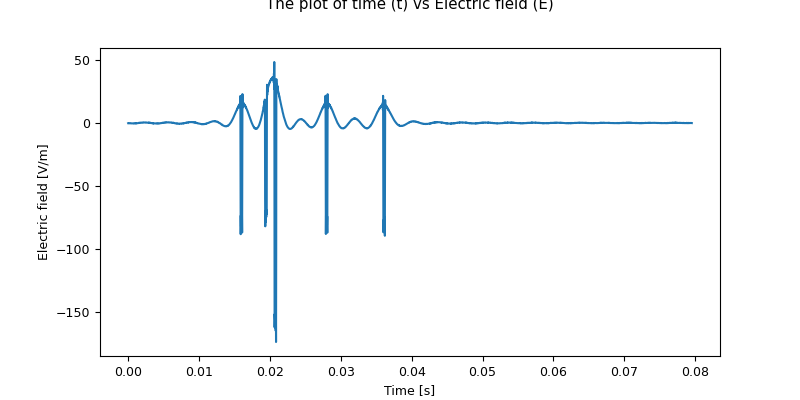 The plot of time (t) vs Electric field (E)
50
0
−50
−100
−150
Electric field [V/m]
0.00 0.01 0.02 0.03 0.04 0.05 0.06 0.07 0.08
Time [s]